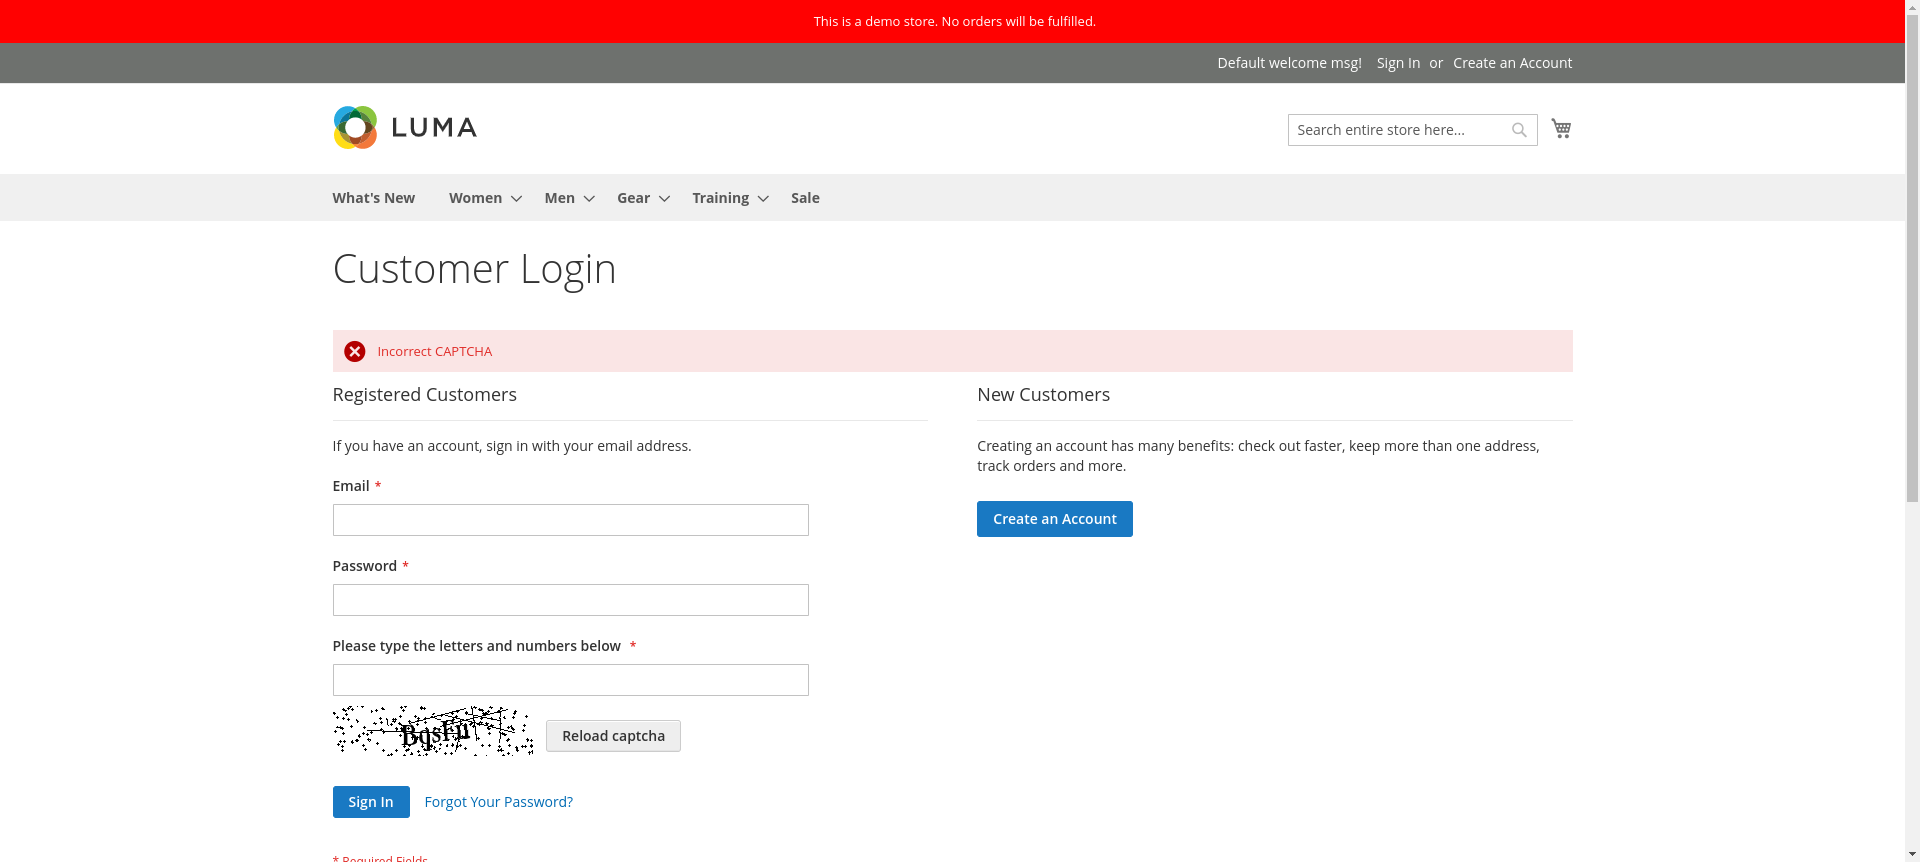 This is a demo store. No orders will be fulfilled.
Default welcome msg! Sign In or Create an Account
LUMA
Search entire store here...
What's New Women Men Gear Training Sale
Customer Login
Incorrect CAPTCHA
Registered Customers
If you have an account, sign in with your email address.
Email *
Password *
Please type the letters and numbers below *
Reload captcha
Sign In Forgot Your Password?
* Required Fields
New Customers
Creating an account has many benefits: check out faster, keep more than one address,
track orders and more.
Create an Account